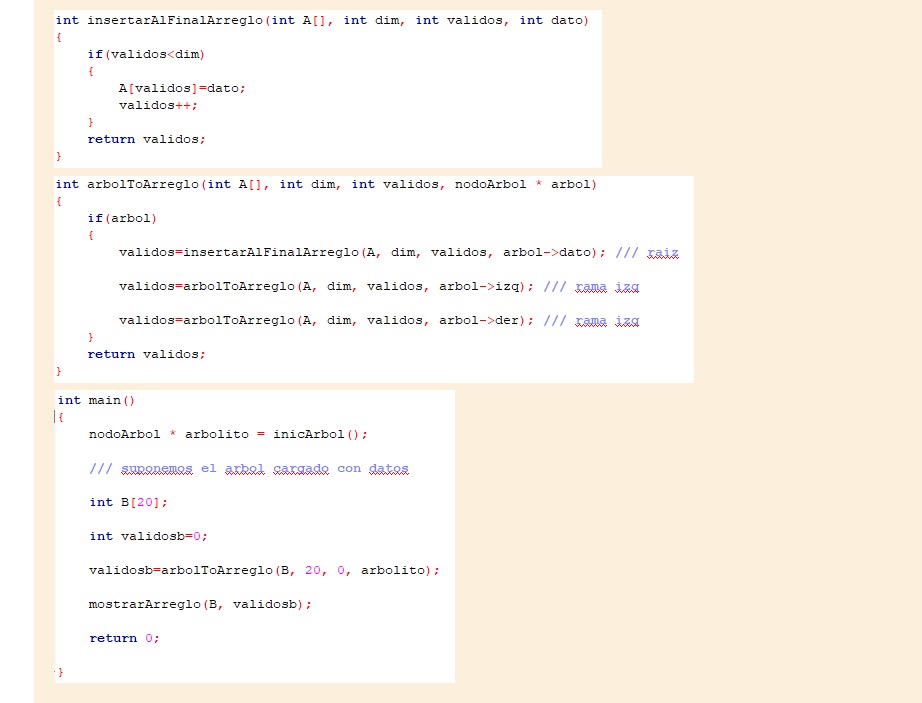 int insertarAlFinalArreglo(int A[], int dim, int validos, int dato)
{
if(validos<dim)
{
A[validos]=dato;
validos++;
}
return validos;
}
int arbolToArreglo(int A[], int dim, int validos, nodoArbol * arbol)
{
if(arbol)
{
validos=insertarAlFinalArreglo(A, dim, validos, arbol->dato); /// raiz
validos=arbolToArreglo(A, dim, validos, arbol->izq); /// rama izq
validos=arbolToArreglo(A, dim, validos, arbol->der); /// rama izq
}
return validos;
}
int main()
{
nodoArbol * arbolito = inicArbol();
/// suponemos el arbol cargado con datos
int B[20];
int validosb=0;
validosb=arbolToArreglo(B, 20, 0, arbolito);
mostrarArreglo(B, validosb);
return 0;
}